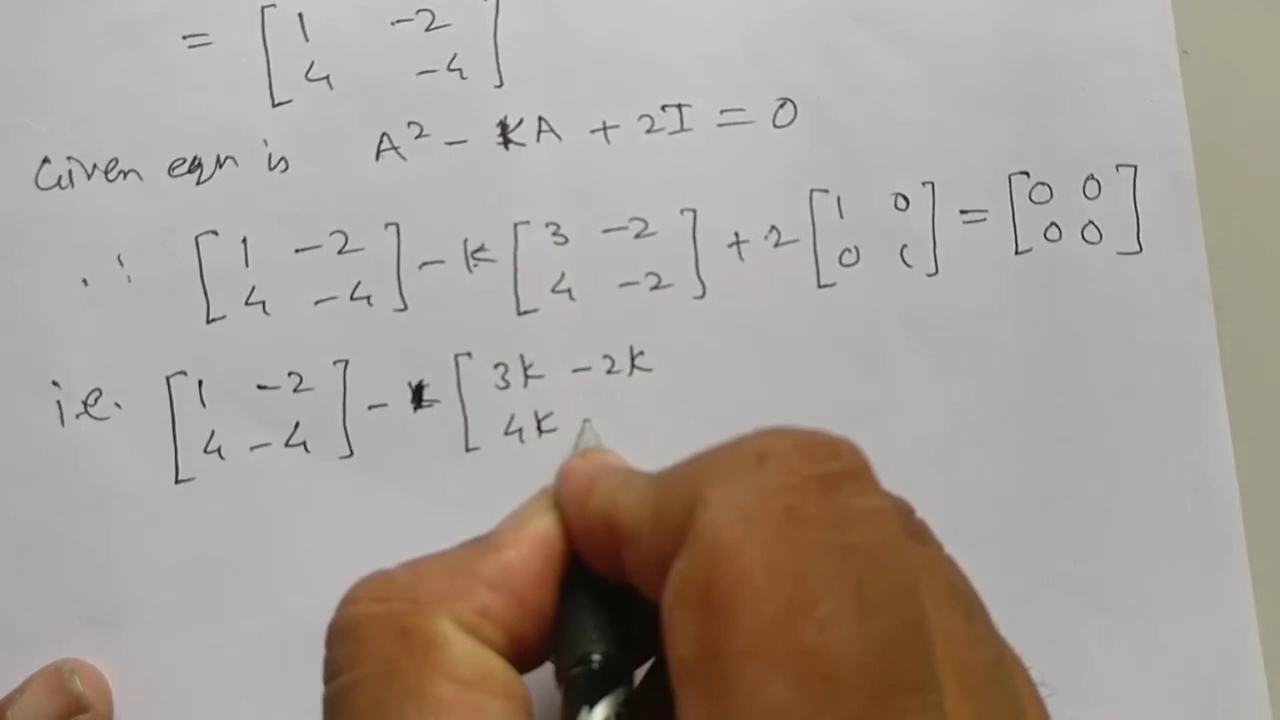 = [1 -2
4 -4]
Given eqn is A² - KA + 2I = 0
∴ [1 -2
4 -4] - K [3 -2
4 -2] + 2 [1 0
0 1] = [0 0
0 0]
i.e. [1 -2
4 -4] - [3K -2K
4K